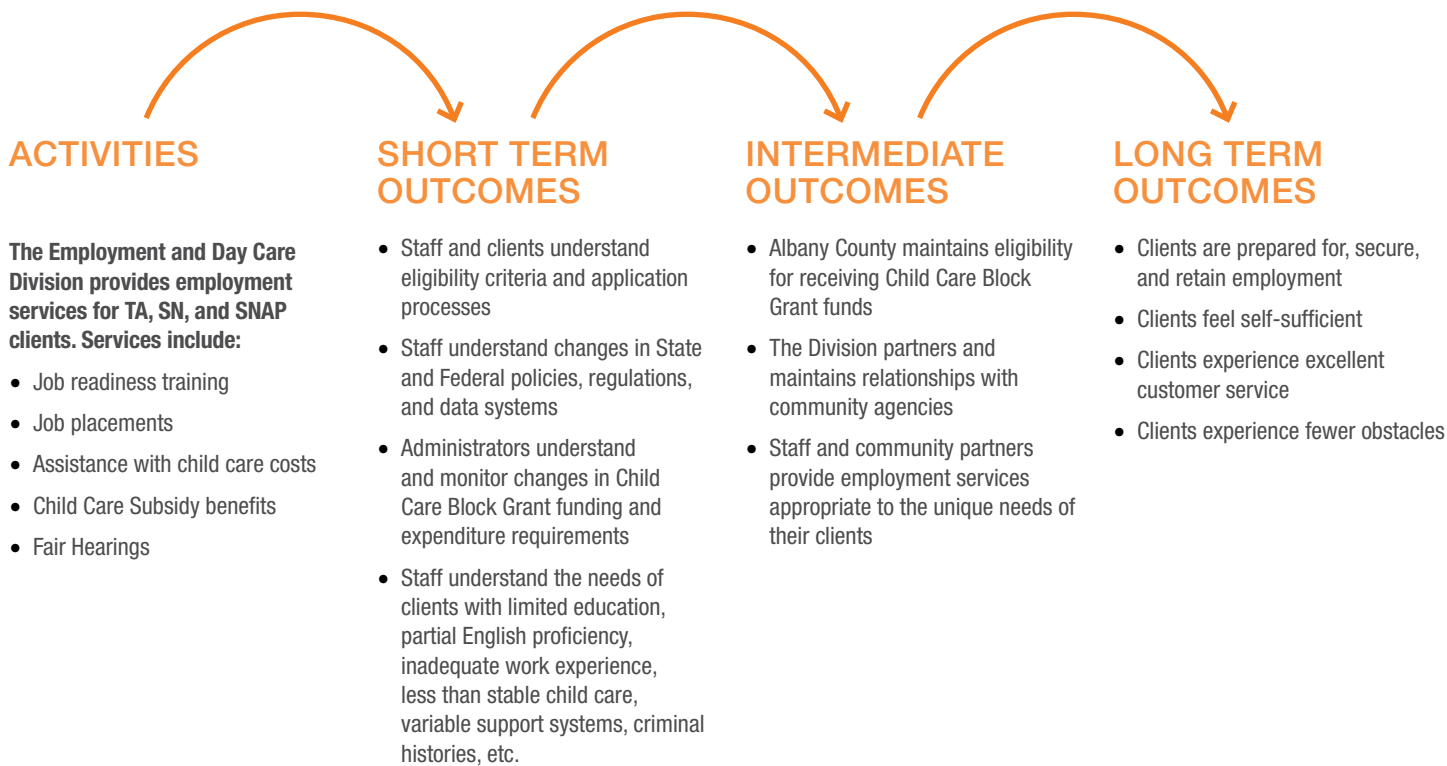 ACTIVITIES
The Employment and Day Care
Division provides employment
services for TA, SN, and SNAP
clients. Services include:
• Job readiness training
• Job placements
• Assistance with child care costs
• Child Care Subsidy benefits
• Fair Hearings
SHORT TERM
OUTCOMES
• Staff and clients understand
eligibility criteria and application
processes
• Staff understand changes in State
and Federal policies, regulations,
and data systems
• Administrators understand
and monitor changes in Child
Care Block Grant funding and
expenditure requirements
• Staff understand the needs of
clients with limited education,
partial English proficiency,
inadequate work experience,
less than stable child care,
variable support systems, criminal
histories, etc.
INTERMEDIATE
OUTCOMES
• Albany County maintains eligibility
for receiving Child Care Block
Grant funds
• The Division partners and
maintains relationships with
community agencies
• Staff and community partners
provide employment services
appropriate to the unique needs of
their clients
LONG TERM
OUTCOMES
• Clients are prepared for, secure,
and retain employment
• Clients feel self-sufficient
• Clients experience excellent
customer service
• Clients experience fewer obstacles